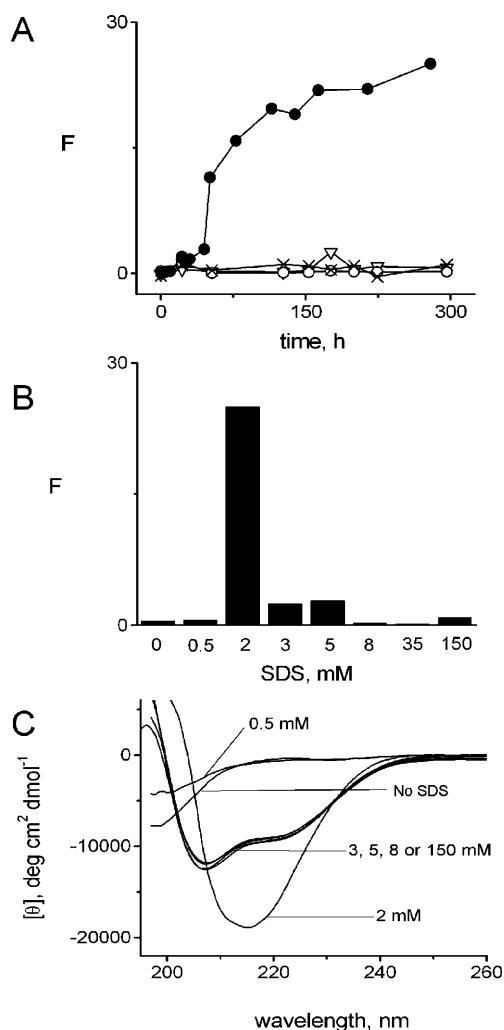 A
30
F
0
0
150
300
time, h
B
30
F
0
0 0.5 2 3 5 8 35 150
SDS, mM
C
0.5 mM
0
No SDS
[θ], deg cm² dmol⁻¹
-10000
3, 5, 8 or 150 mM
2 mM
-20000
200 220 240 260
wavelength, nm